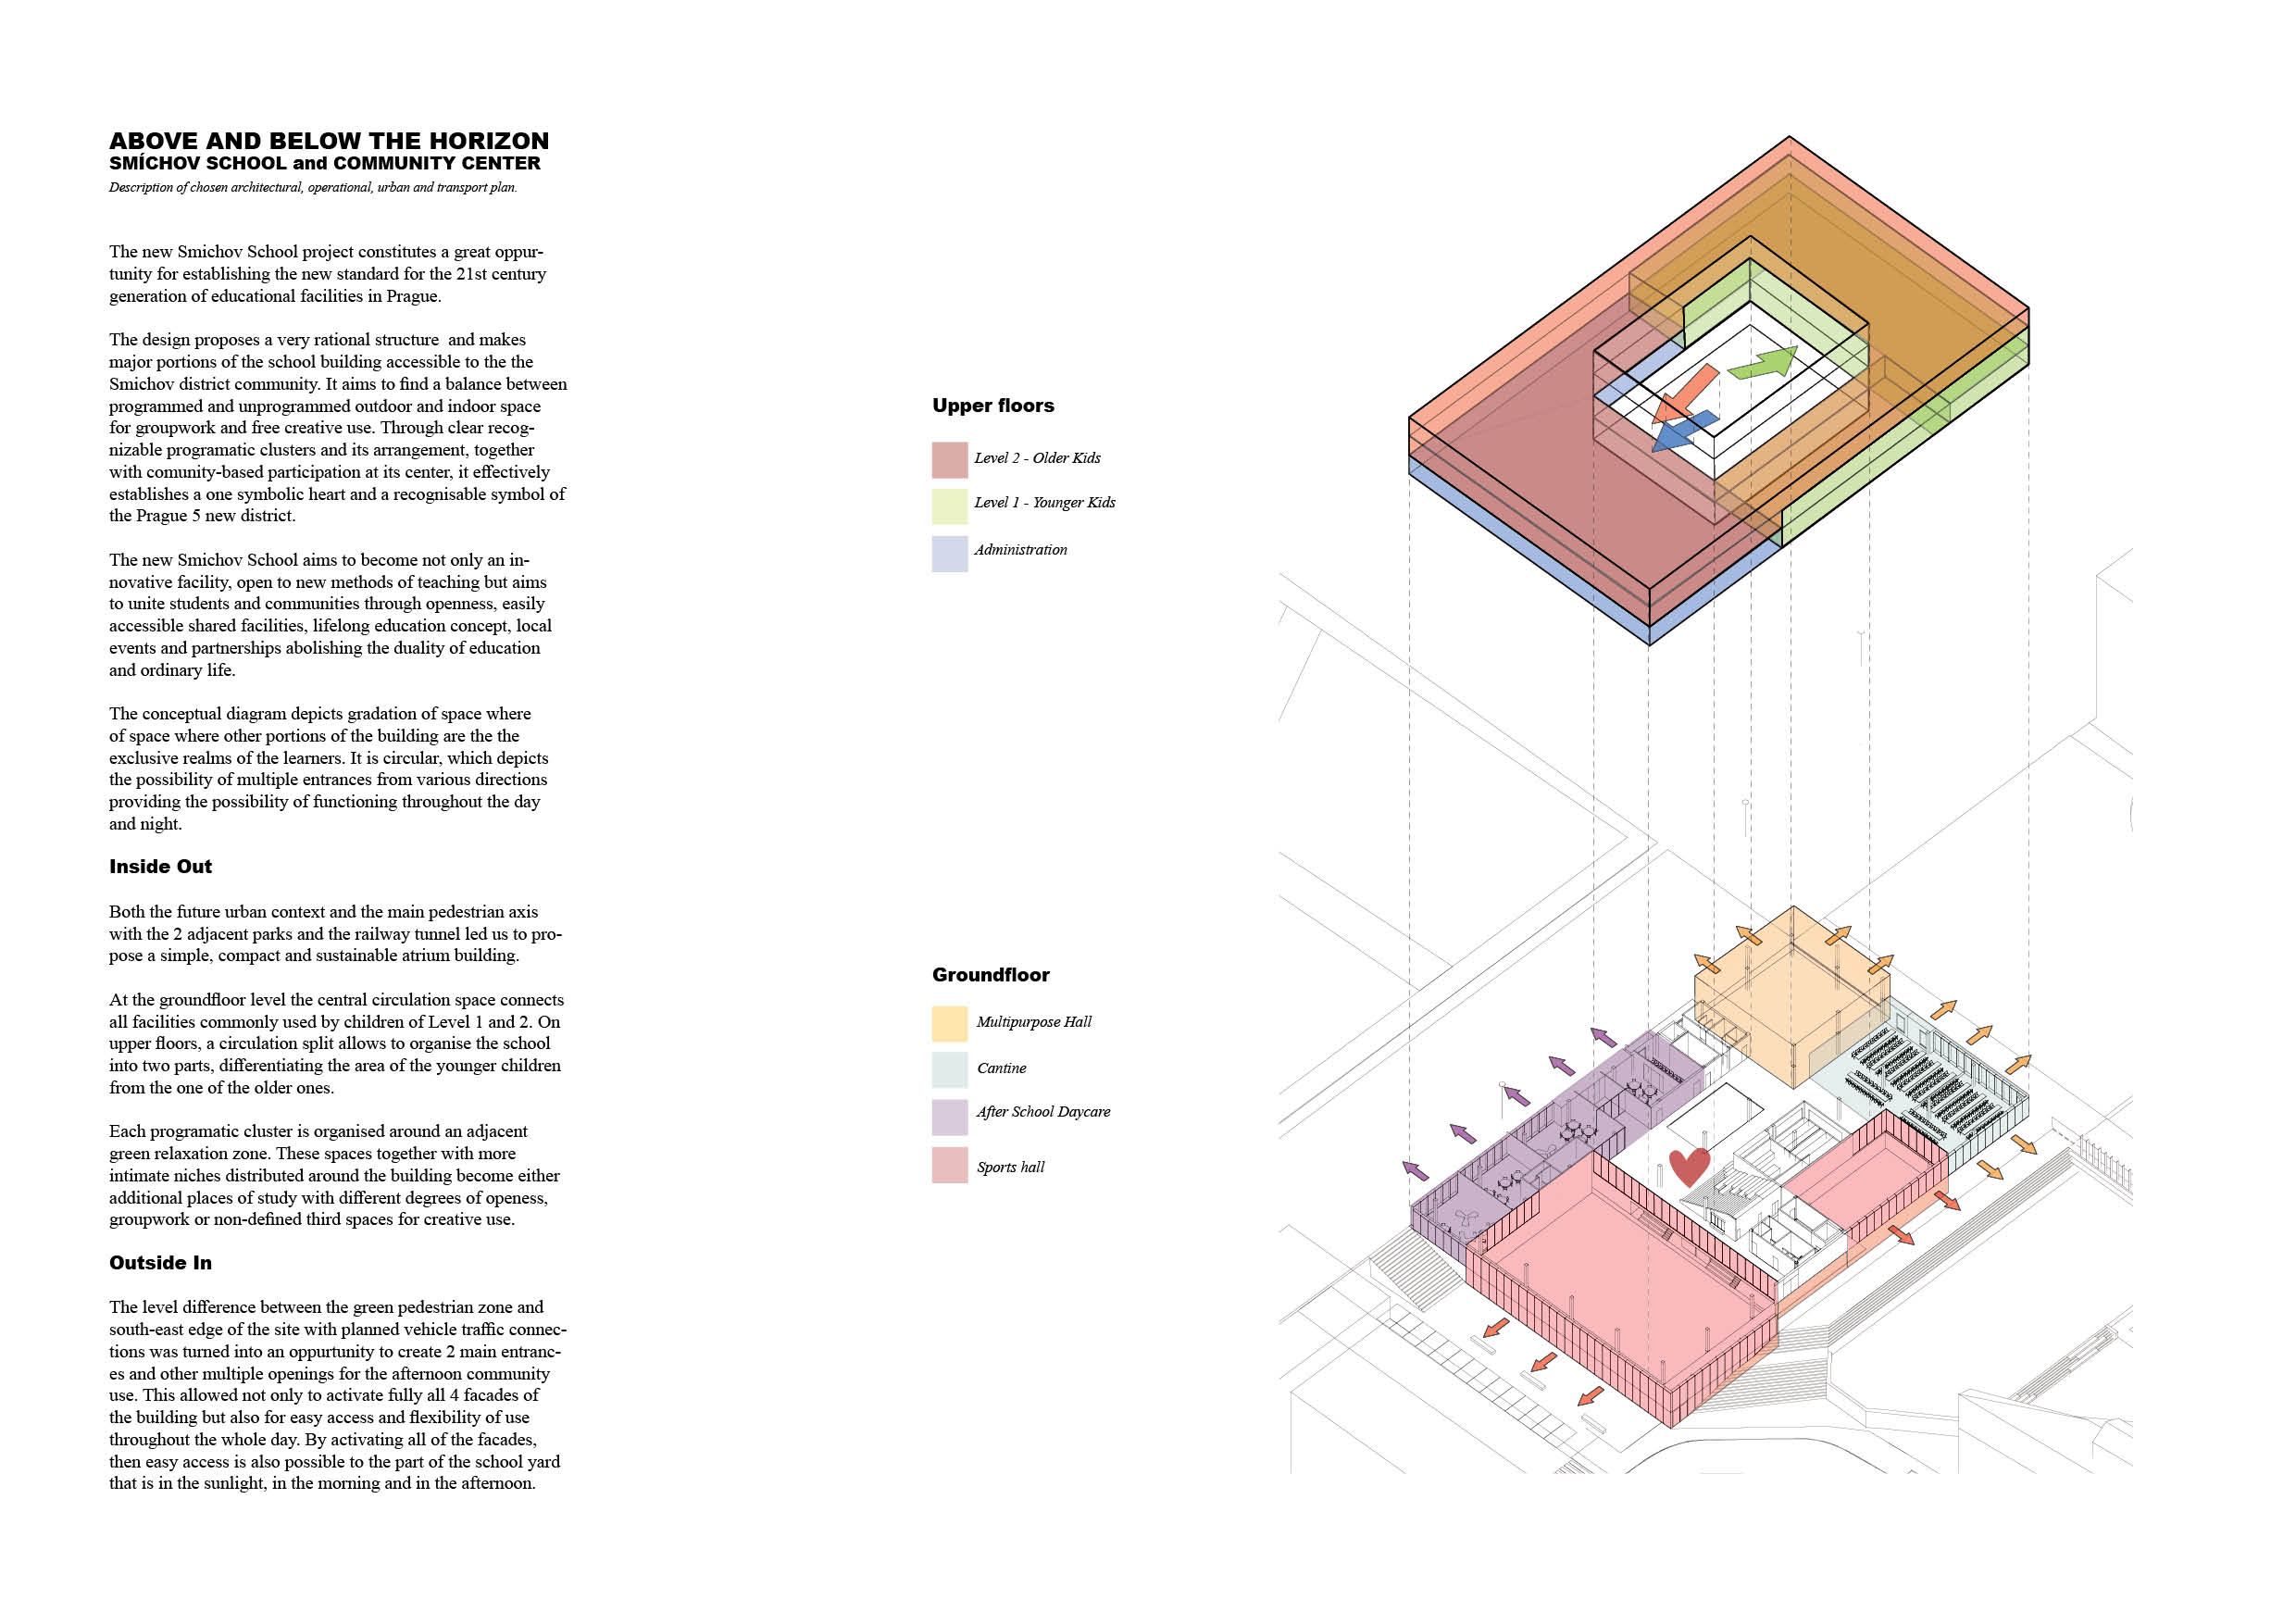 ABOVE AND BELOW THE HORIZON
SMÍCHOV SCHOOL and COMMUNITY CENTER
Description of chosen architectural, operational, urban and transport plan.
The new Smichov School project constitutes a great oppur-
tunity for establishing the new standard for the 21st century
generation of educational facilities in Prague.
The design proposes a very rational structure and makes
major portions of the school building accessible to the the
Smichov district community. It aims to find a balance between
programmed and unprogrammed outdoor and indoor space
for groupwork and free creative use. Through clear recog-
nizable programatic clusters and its arrangement, together
with comunity-based participation at its center, it effectively
establishes a one symbolic heart and a recognisable symbol of
the Prague 5 new district.
The new Smichov School aims to become not only an in-
novative facility, open to new methods of teaching but aims
to unite students and communities through openness, easily
accessible shared facilities, lifelong education concept, local
events and partnerships abolishing the duality of education
and ordinary life.
The conceptual diagram depicts gradation of space where
of space where other portions of the building are the the
exclusive realms of the learners. It is circular, which depicts
the possibility of multiple entrances from various directions
providing the possibility of functioning throughout the day
and night.
Inside Out
Both the future urban context and the main pedestrian axis
with the 2 adjacent parks and the railway tunnel led us to pro-
pose a simple, compact and sustainable atrium building.
At the groundfloor level the central circulation space connects
all facilities commonly used by children of Level 1 and 2. On
upper floors, a circulation split allows to organise the school
into two parts, differentiating the area of the younger children
from the one of the older ones.
Each programatic cluster is organised around an adjacent
green relaxation zone. These spaces together with more
intimate niches distributed around the building become either
additional places of study with different degrees of openess,
groupwork or non-defined third spaces for creative use.
Outside In
The level difference between the green pedestrian zone and
south-east edge of the site with planned vehicle traffic connec-
tions was turned into an oppurtunity to create 2 main entranc-
es and other multiple openings for the afternoon community
use. This allowed not only to activate fully all 4 facades of
the building but also for easy access and flexibility of use
throughout the whole day. By activating all of the facades,
then easy access is also possible to the part of the school yard
that is in the sunlight, in the morning and in the afternoon.
Upper floors
Level 2 - Older Kids
Level 1 - Younger Kids
Administration
Groundfloor
Multipurpose Hall
Cantine
After School Daycare
Sports hall